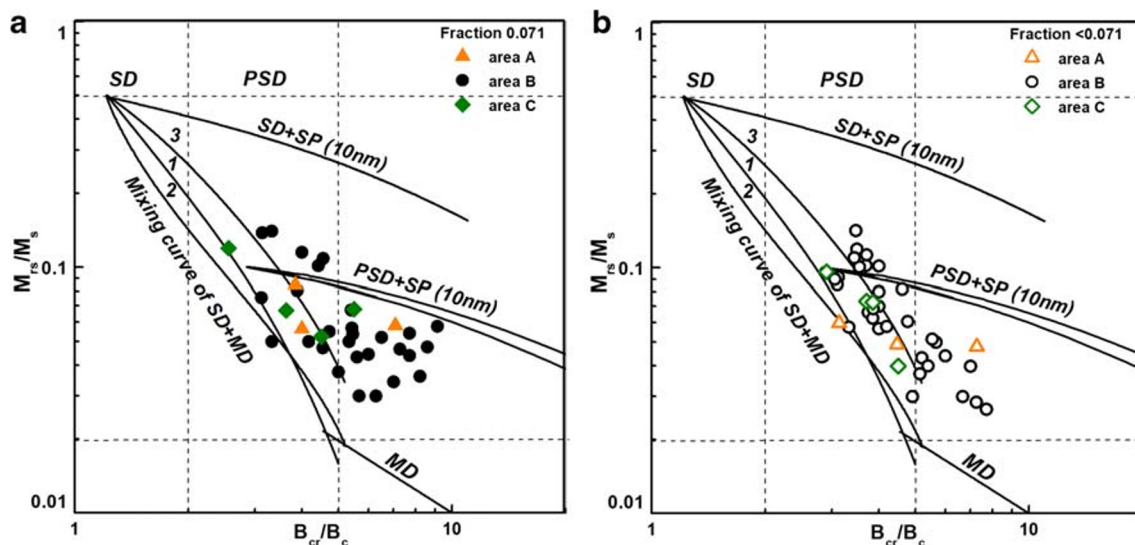 a
Fraction 0.071
area A
area B
area C
SD
PSD
SD+SP (10nm)
3
1
2
Mixing curve of SD+MD
PSD+SP (10nm)
MD
1
0.1
0.01
Mrs/Ms
1
10
Bcr/Bc
b
Fraction <0.071
area A
area B
area C
SD
PSD
SD+SP (10nm)
3
1
2
Mixing curve of SD+MD
PSD+SP (10nm)
MD
1
0.1
0.01
Mrs/Ms
1
10
Bcr/Bc